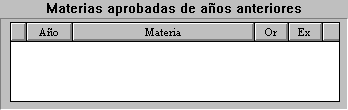 Materias aprobadas de años anteriores
Año Materia Or Ex